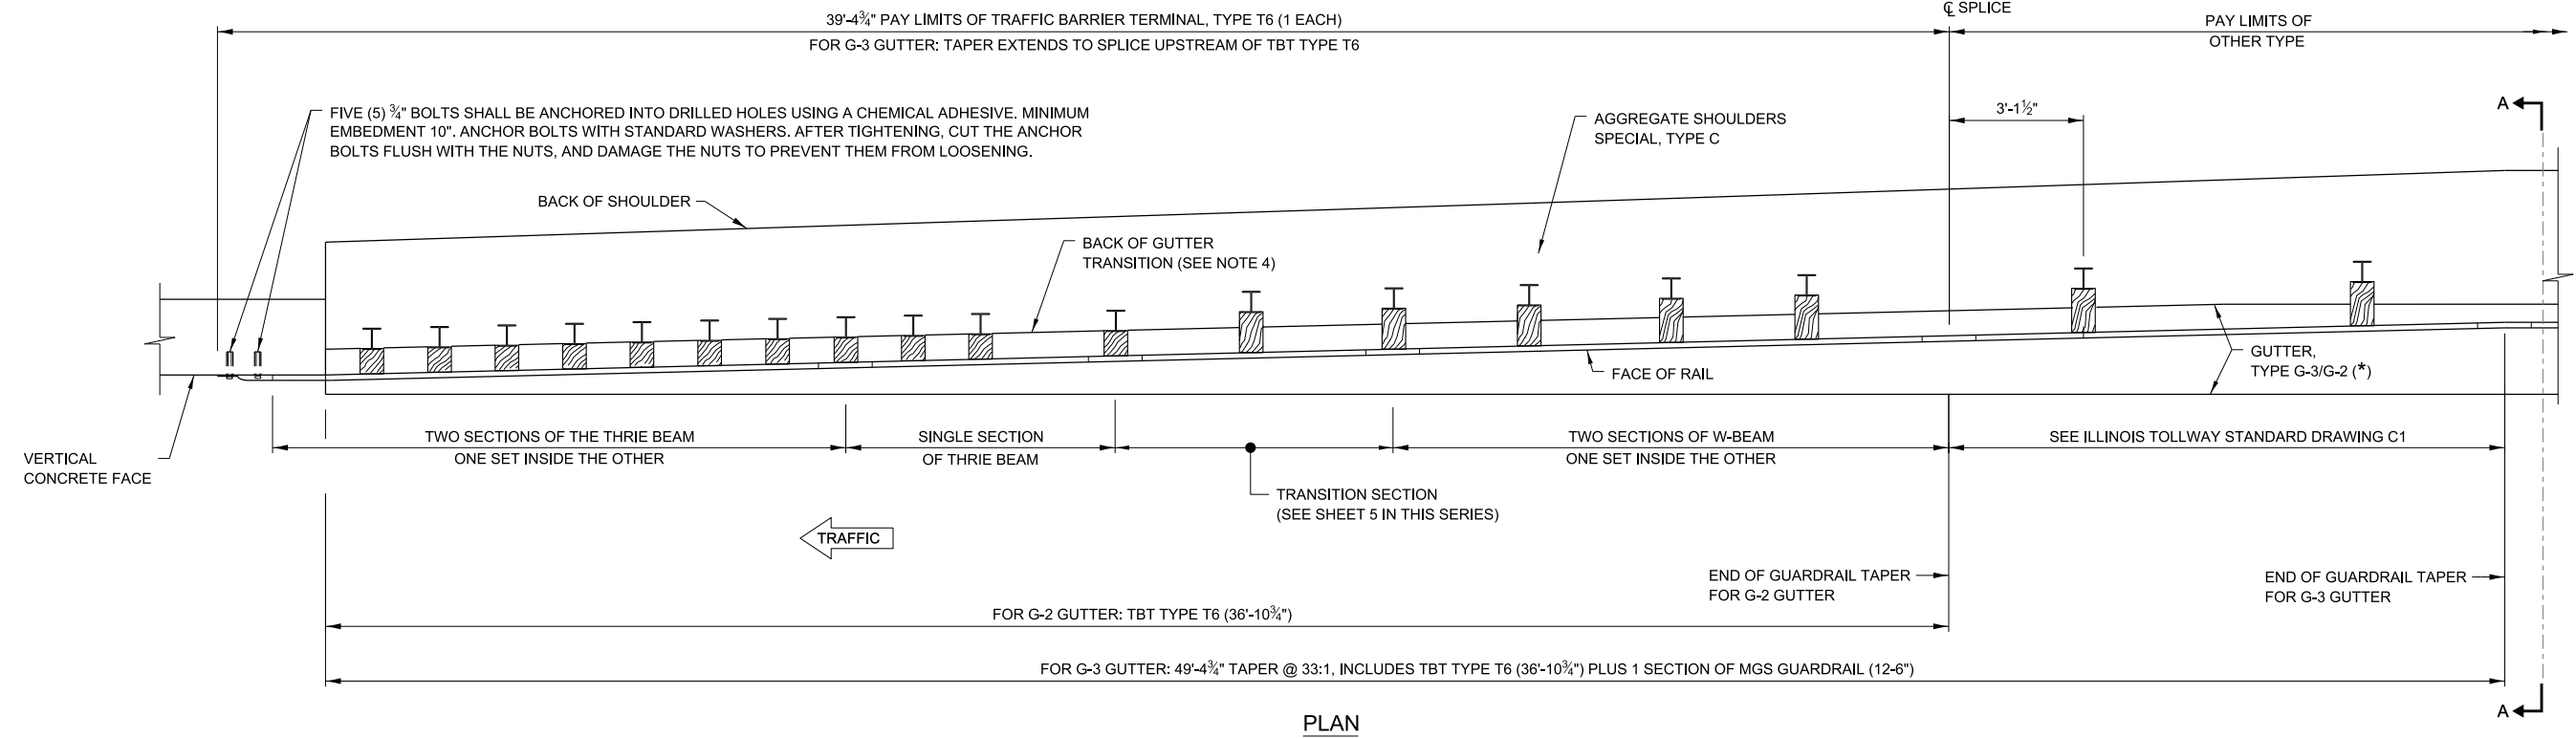 39'-4¾" PAY LIMITS OF TRAFFIC BARRIER TERMINAL, TYPE T6 (1 EACH)
FOR G-3 GUTTER: TAPER EXTENDS TO SPLICE UPSTREAM OF TBT TYPE T6
℄ SPLICE
PAY LIMITS OF
OTHER TYPE
FIVE (5) ¾" BOLTS SHALL BE ANCHORED INTO DRILLED HOLES USING A CHEMICAL ADHESIVE. MINIMUM
EMBEDMENT 10". ANCHOR BOLTS WITH STANDARD WASHERS. AFTER TIGHTENING, CUT THE ANCHOR
BOLTS FLUSH WITH THE NUTS, AND DAMAGE THE NUTS TO PREVENT THEM FROM LOOSENING.
AGGREGATE SHOULDERS
SPECIAL, TYPE C
3'-1½"
A
BACK OF SHOULDER
BACK OF GUTTER
TRANSITION (SEE NOTE 4)
FACE OF RAIL
GUTTER,
TYPE G-3/G-2 (*)
VERTICAL
CONCRETE FACE
TWO SECTIONS OF THE THRIE BEAM
ONE SET INSIDE THE OTHER
SINGLE SECTION
OF THRIE BEAM
TWO SECTIONS OF W-BEAM
ONE SET INSIDE THE OTHER
SEE ILLINOIS TOLLWAY STANDARD DRAWING C1
TRANSITION SECTION
(SEE SHEET 5 IN THIS SERIES)
TRAFFIC
END OF GUARDRAIL TAPER
FOR G-2 GUTTER
END OF GUARDRAIL TAPER
FOR G-3 GUTTER
FOR G-2 GUTTER: TBT TYPE T6 (36'-10¾")
FOR G-3 GUTTER: 49'-4¾" TAPER @ 33:1, INCLUDES TBT TYPE T6 (36'-10¾") PLUS 1 SECTION OF MGS GUARDRAIL (12-6")
A
PLAN